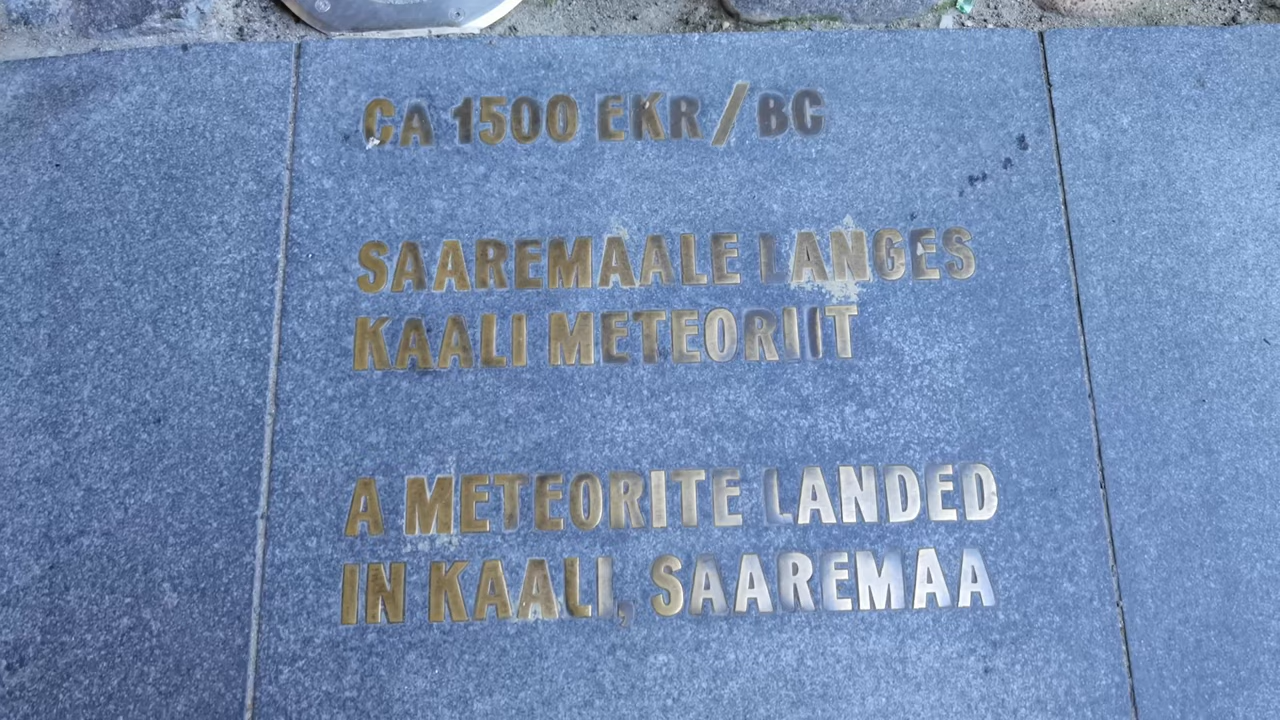 CA 1500 EKR/BC
SAAREMAALE LANGES
KAALI METEORIIT
A METEORITE LANDED
IN KAALI, SAAREMAA